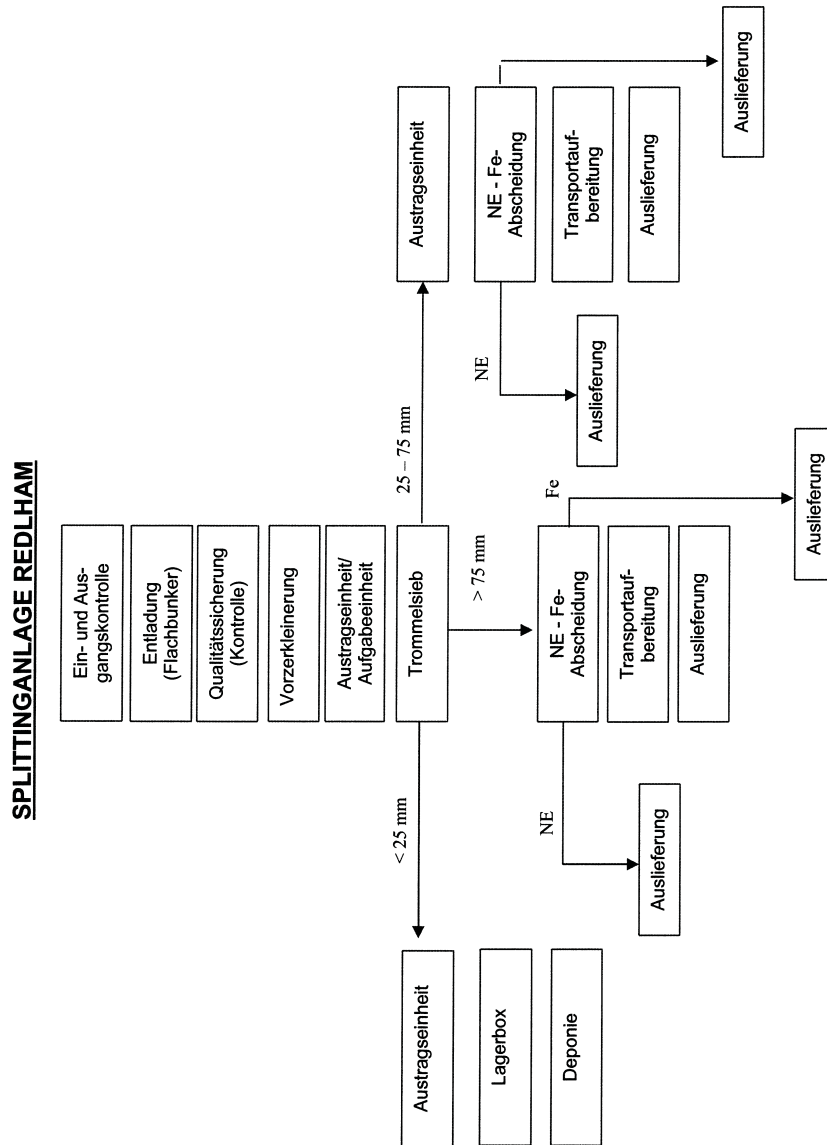 SPLITTINGANLAGE REDLHAM
Ein- und Aus-
gangskontrolle
Entladung
(Flachbunker)
Qualitätssicherung
(Kontrolle)
Vorzerkleinerung
Austragseinheit/
Aufgabeeinheit
Trommelsieb
< 25 mm
25 – 75 mm
> 75 mm
Austragseinheit
Lagerbox
Deponie
NE - Fe-
Abscheidung
Transportauf-
bereitung
Auslieferung
NE
Auslieferung
Fe
Auslieferung
Austragseinheit
NE - Fe-
Abscheidung
Transportauf-
bereitung
Auslieferung
NE
Auslieferung
Auslieferung